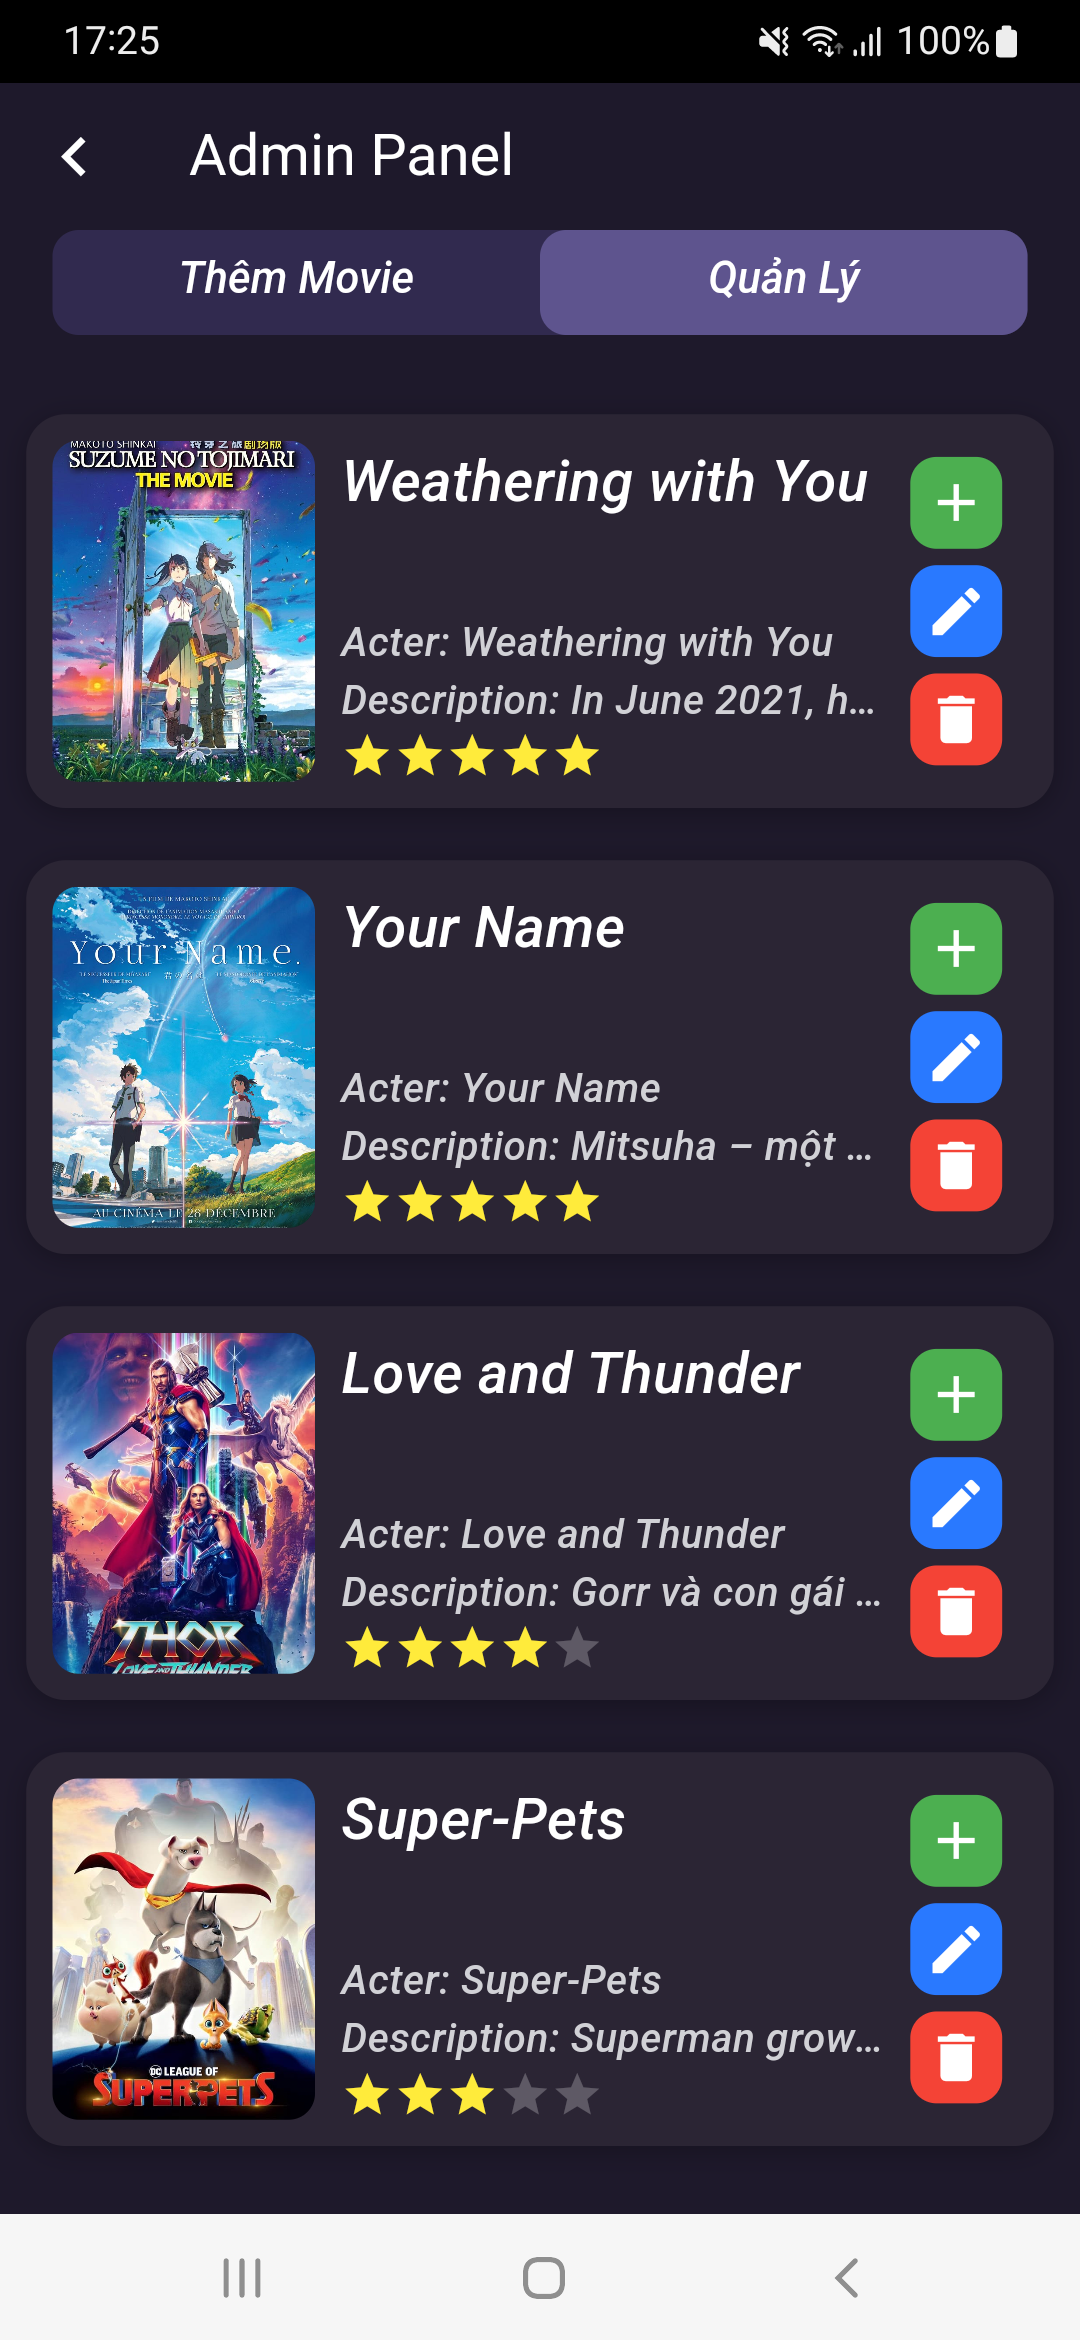 17:25
100%
Admin Panel
Thêm Movie
Quản Lý
MAKOTO SHINKAI
SUZUME NO TOJIMARI
THE MOVIE
Weathering with You
Acter: Weathering with You
Description: In June 2021, h...
Your Name.
AU CINÉMA LE 28 DÉCEMBRE
Your Name
Acter: Your Name
Description: Mitsuha – một ...
THOR
LOVE AND THUNDER
Love and Thunder
Acter: Love and Thunder
Description: Gorr và con gái ...
DC LEAGUE OF
SUPER-PETS
Super-Pets
Acter: Super-Pets
Description: Superman grow...